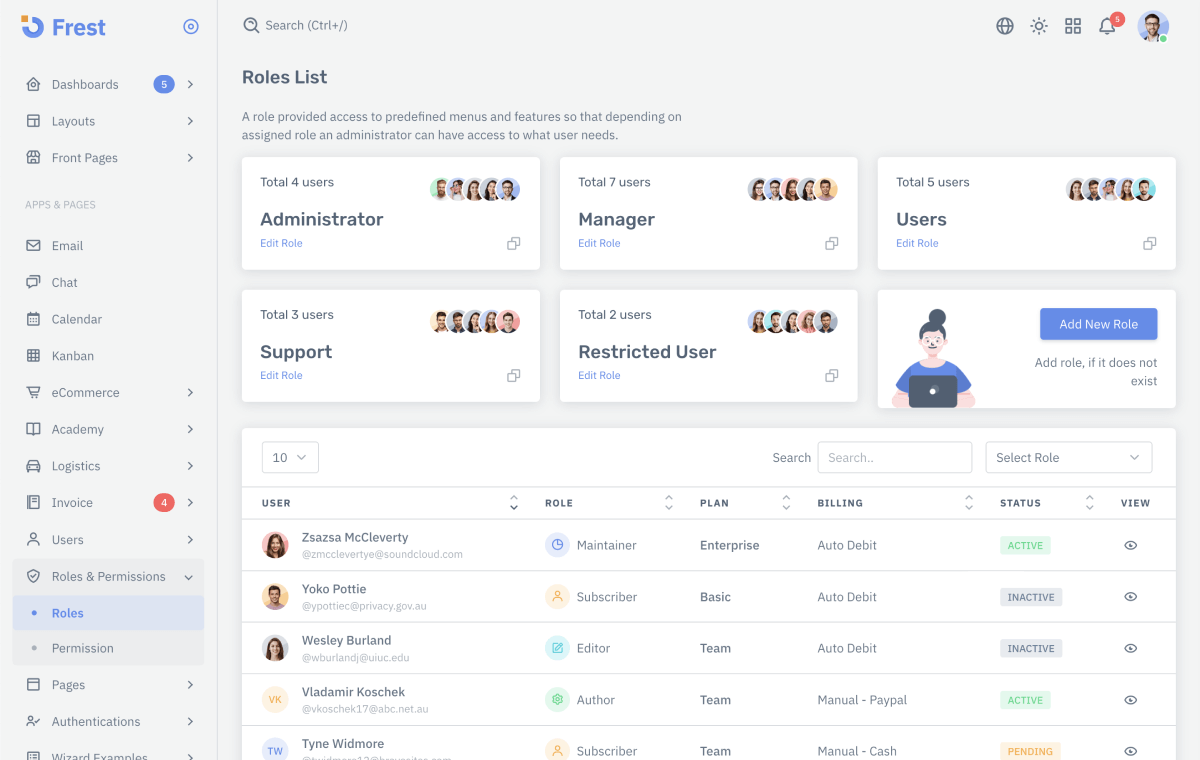 Frest
Search (Ctrl+/)
5
Dashboards
5
Layouts
Front Pages
APPS & PAGES
Email
Chat
Calendar
Kanban
eCommerce
Academy
Logistics
Invoice
4
Users
Roles & Permissions
Roles
Permission
Pages
Authentications
Wizard Examples
Roles List
A role provided access to predefined menus and features so that depending on
assigned role an administrator can have access to what user needs.
Total 4 users
Administrator
Edit Role
Total 7 users
Manager
Edit Role
Total 5 users
Users
Edit Role
Total 3 users
Support
Edit Role
Total 2 users
Restricted User
Edit Role
Add New Role
Add role, if it does not
exist
10
Search
Search..
Select Role
USER ROLE PLAN BILLING STATUS VIEW
Zsazsa McCleverty
@zmcclevertye@soundcloud.com
Maintainer Enterprise Auto Debit ACTIVE
Yoko Pottie
@ypottiec@privacy.gov.au
Subscriber Basic Auto Debit INACTIVE
Wesley Burland
@wburlandj@uiuc.edu
Editor Team Auto Debit INACTIVE
VK
Vladamir Koschek
@vkoschek17@abc.net.au
Author Team Manual - Paypal ACTIVE
TW
Tyne Widmore
Subscriber Team Manual - Cash PENDING